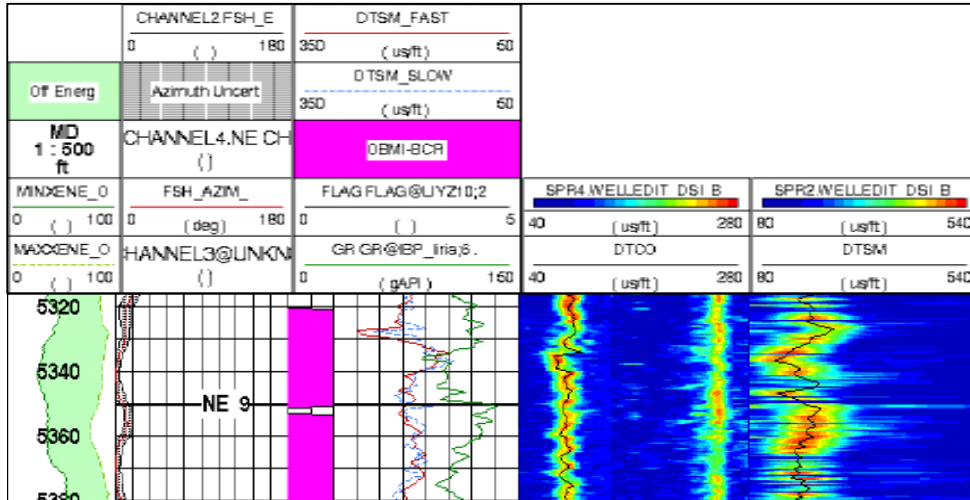 CHANNEL2.FSH_E
0 ( ) 180
DTSM_FAST
350 (us/ft) 50
Off Energ
Azimuth Uncert
DTSM_SLOW
350 (us/ft) 50
MD
1 : 500
ft
CHANNEL4.NE CH
()
OBMI-BCR
MINXENE_O
0 ( ) 100
FSH_AZIM_
0 (deg) 180
FLAG FLAG@UYZ10;2
0 ( ) 5
SPR4.WELLEDIT_DSI_B
40 (us/ft) 280
SPR2.WELLEDIT_DSI_B
80 (us/ft) 540
MAXXENE_O
0 ( ) 100
HANNEL3@UNKN
()
GR GR@IBP_liria;6.
0 (gAPI) 150
DTCO
40 (us/ft) 280
DTSM
80 (us/ft) 540
5320
5340
NE 9
5360
5380